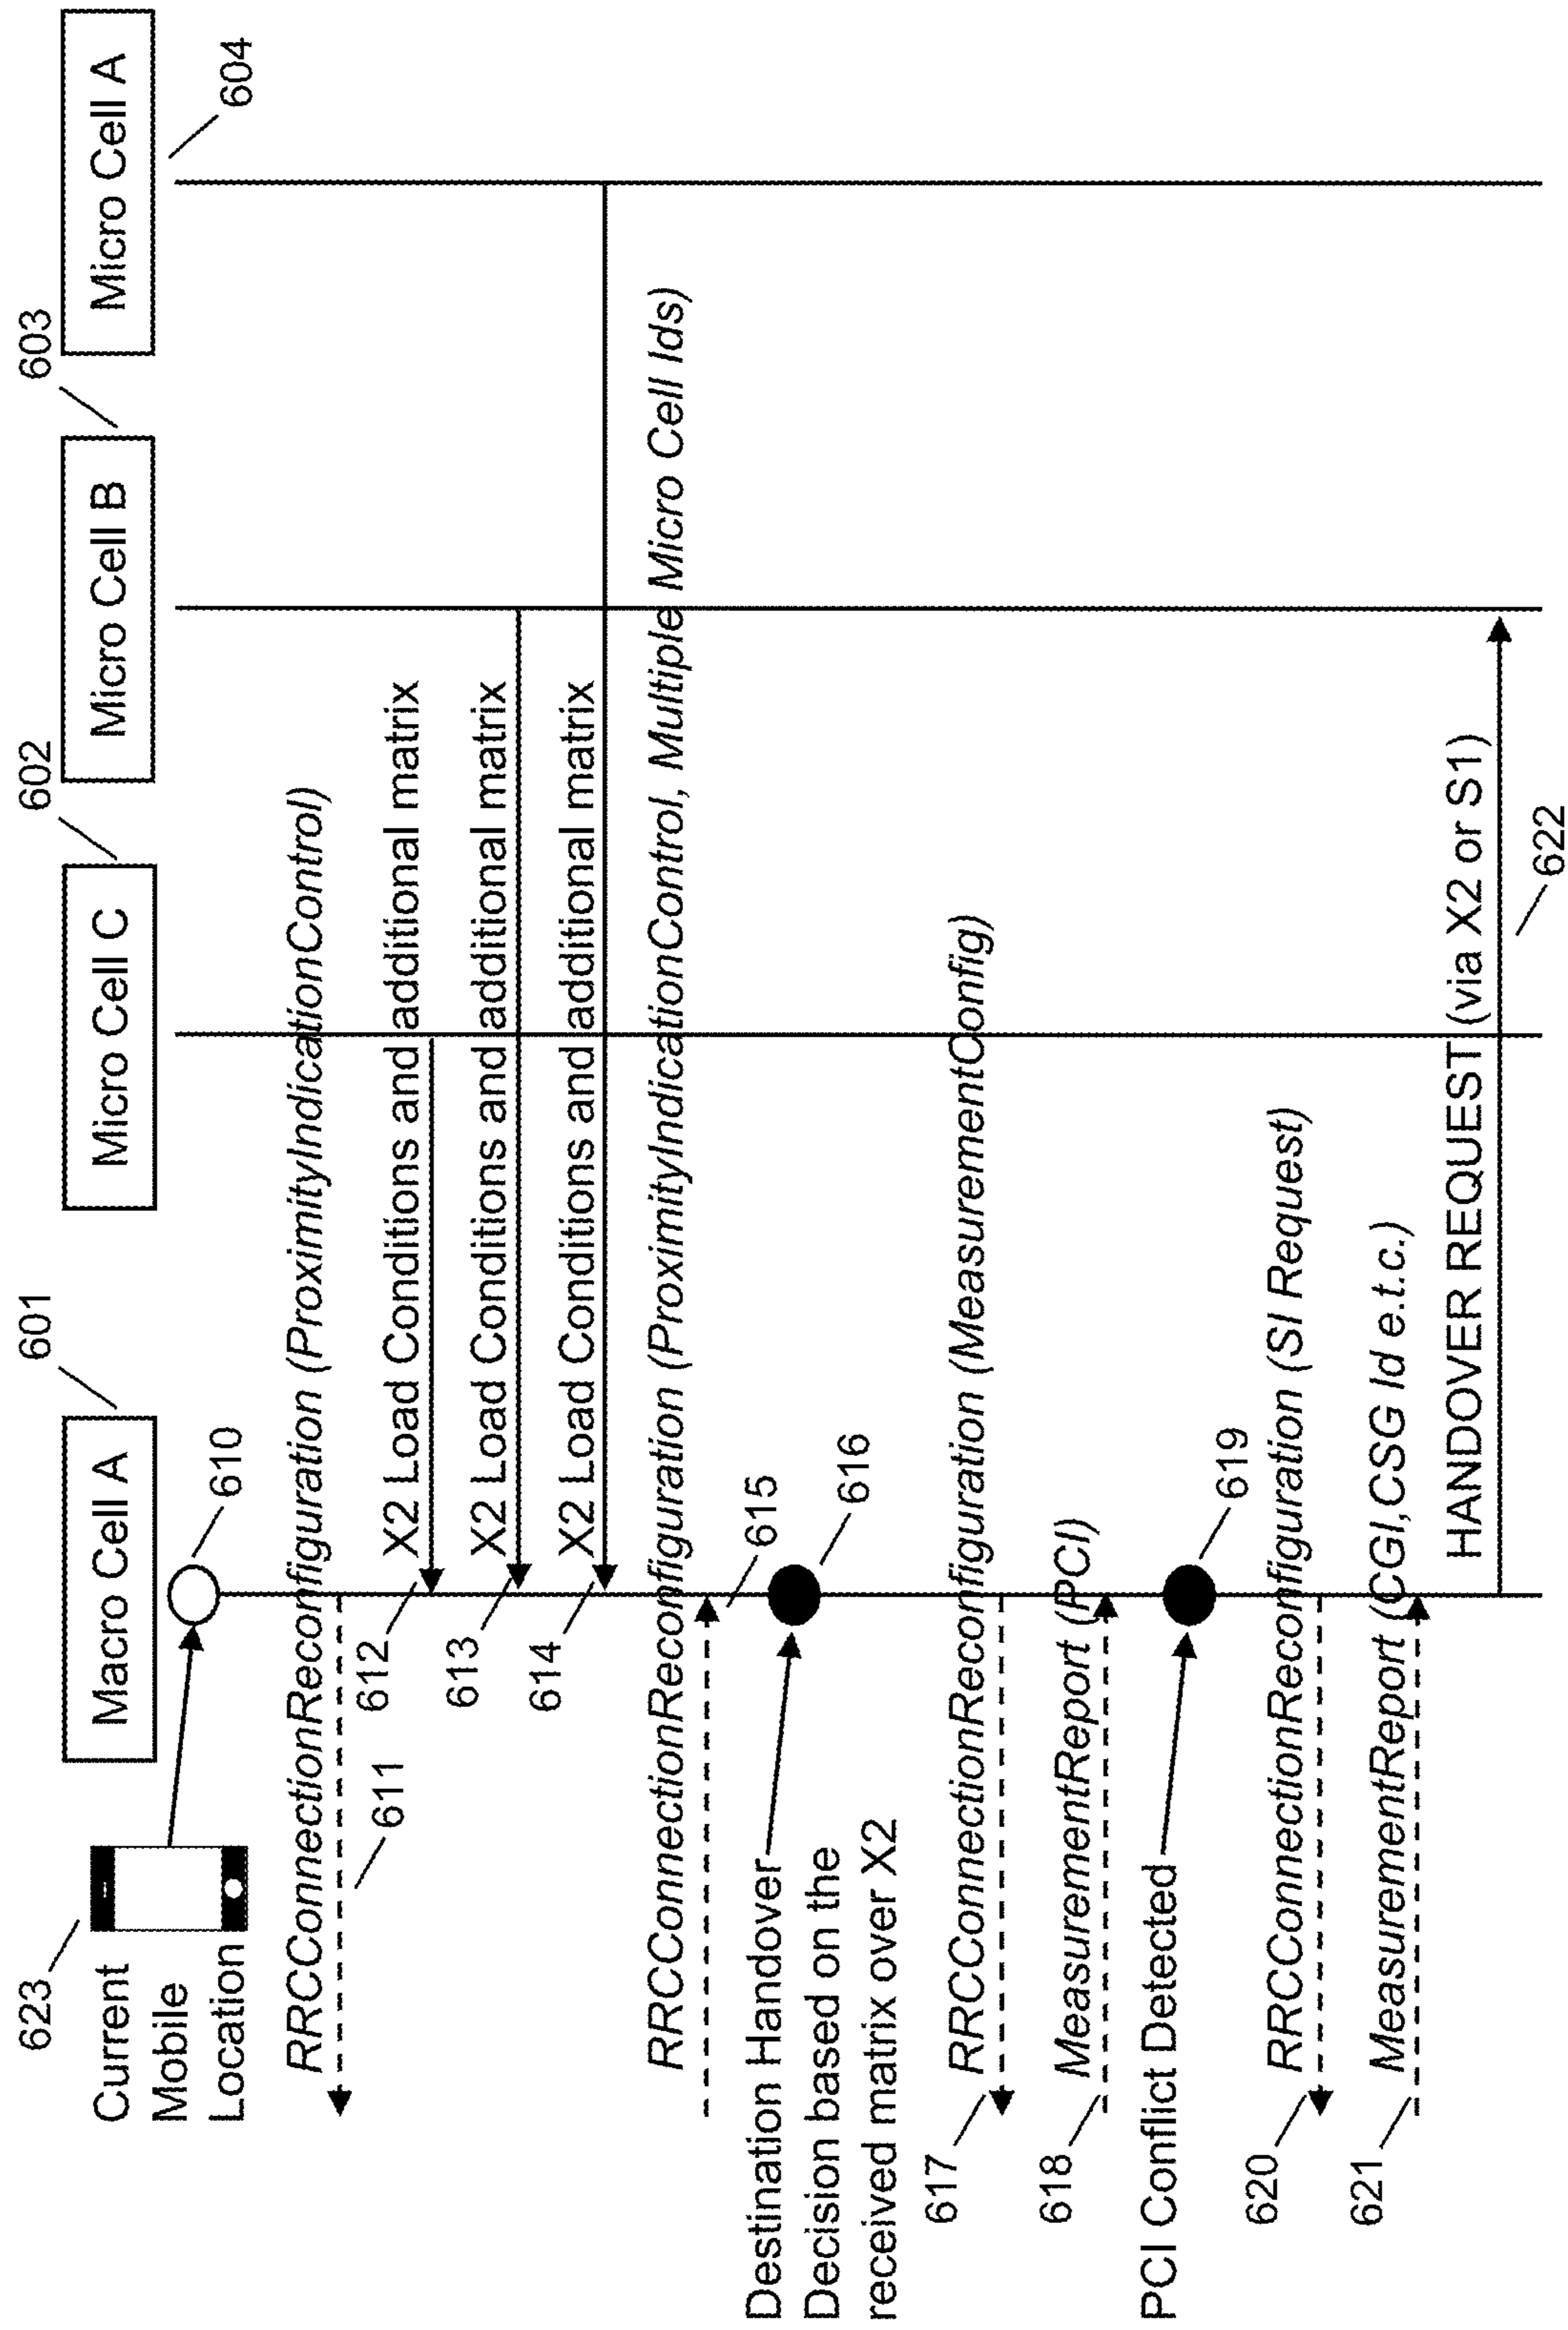 623
Current
Mobile
Location
Macro Cell A
601
Micro Cell C
602
Micro Cell B
603
Micro Cell A
604
610
RRCConnectionReconfiguration (ProximityIndicationControl)
611
X2 Load Conditions and additional matrix
612
X2 Load Conditions and additional matrix
613
X2 Load Conditions and additional matrix
614
RRCConnectionReconfiguration (ProximityIndicationControl, Multiple Micro Cell Ids)
615
Destination Handover
Decision based on the
received matrix over X2
616
RRCConnectionReconfiguration (MeasurementConfig)
617
MeasurementReport (PCI)
618
PCI Conflict Detected
619
RRCConnectionReconfiguration (SI Request)
620
MeasurementReport (CGI,CSG Id e.t.c.)
621
HANDOVER REQUEST (via X2 or S1)
622